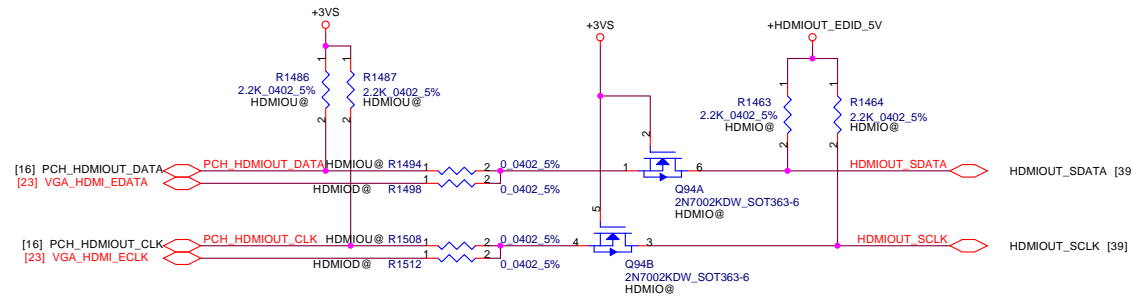 +3VS
+3VS
+HDMIOUT_EDID_5V
1
1
R1486
2.2K_0402_5%
HDMIOU@
R1487
2.2K_0402_5%
HDMIOU@
2
2
2
1
1
R1463
2.2K_0402_5%
HDMIO@
R1464
2.2K_0402_5%
HDMIO@
2
2
[16] PCH_HDMIOUT_DATA
PCH_HDMIOUT_DATA
HDMIOU@ R1494
1
2
0_0402_5%
1
6
HDMIOUT_SDATA
HDMIOUT_SDATA [39
[23] VGA_HDMI_EDATA
HDMIOD@ R1498
1
2
0_0402_5%
Q94A
2N7002KDW_SOT363-6
HDMIO@
5
[16] PCH_HDMIOUT_CLK
PCH_HDMIOUT_CLK
HDMIOU@ R1508
1
2
0_0402_5%
4
3
HDMIOUT_SCLK
HDMIOUT_SCLK [39]
[23] VGA_HDMI_ECLK
HDMIOD@ R1512
1
2
0_0402_5%
Q94B
2N7002KDW_SOT363-6
HDMIO@